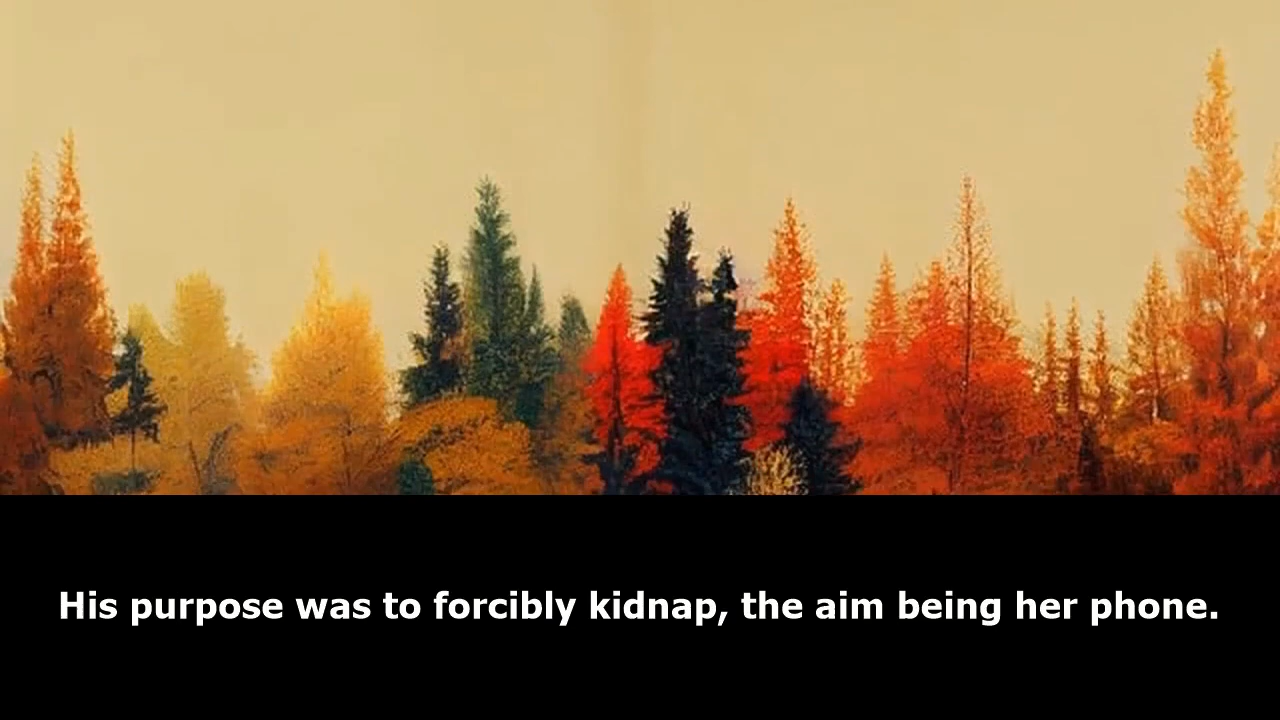 His purpose was to forcibly kidnap, the aim being her phone.